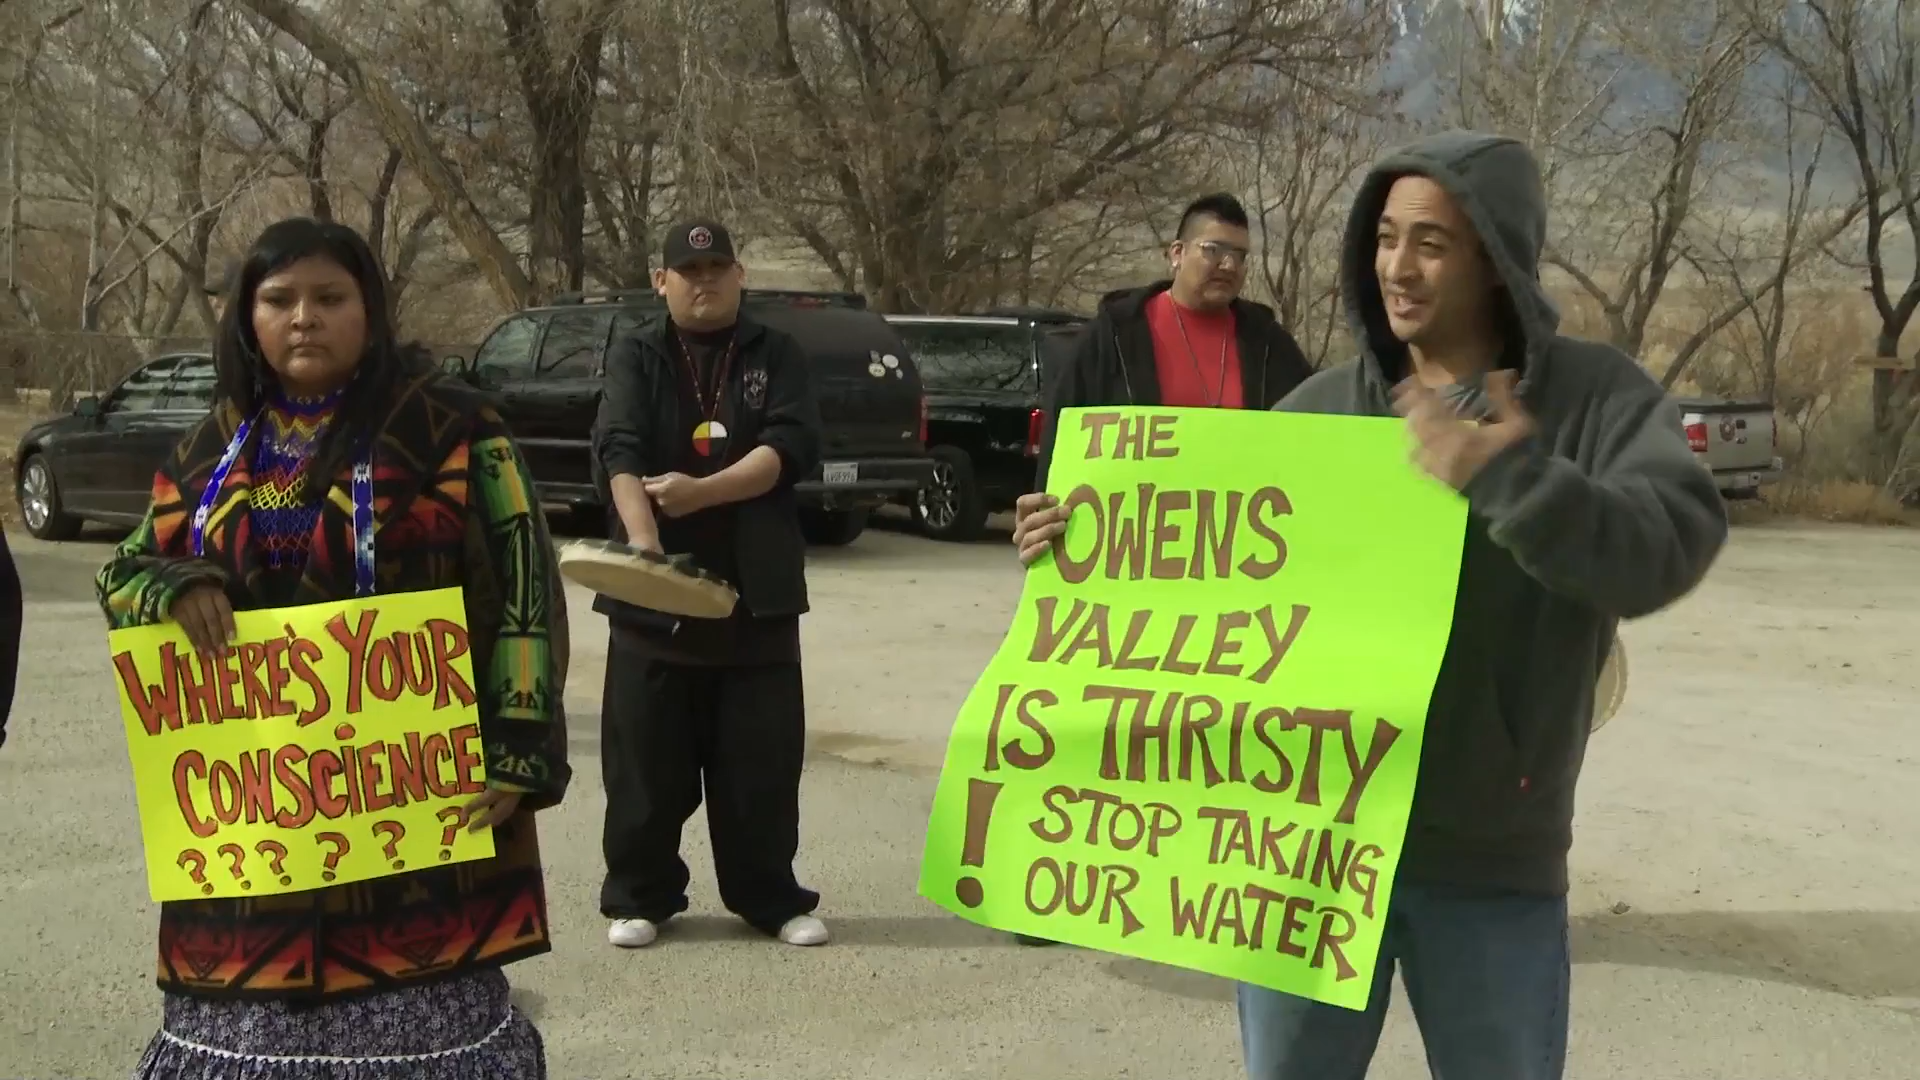 WHERE'S YOUR
CONSCIENCE
? ? ? ? ? ?
THE
OWENS
VALLEY
IS THRISTY
! STOP TAKING
OUR WATER